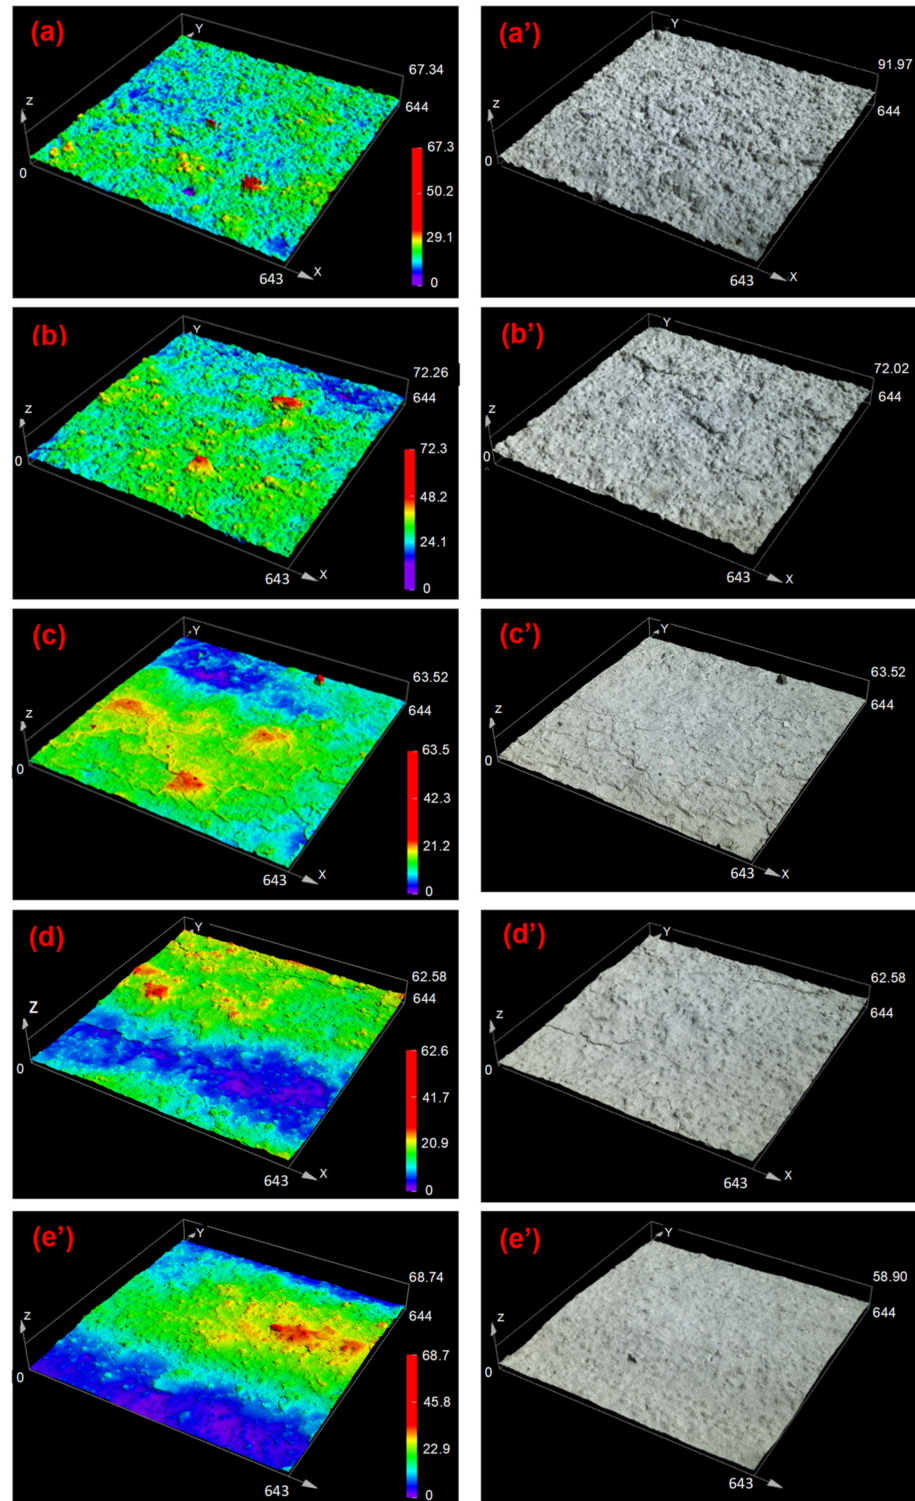 (a)
Y
67.34
644
Z
0
643
X
67.3
50.2
29.1
0
(a’)
Y
91.97
644
Z
0
643
X
(b)
Y
72.26
644
Z
0
643
X
72.3
48.2
24.1
0
(b’)
Y
72.02
644
Z
0
643
X
(c)
Y
63.52
644
Z
0
643
X
63.5
42.3
21.2
0
(c’)
Y
63.52
644
Z
0
643
X
(d)
Y
62.58
644
Z
0
643
X
62.6
41.7
20.9
0
(d’)
Y
62.58
644
Z
0
643
X
(e’)
Y
68.74
644
Z
0
643
68.7
45.8
22.9
0
(e’)
Y
58.90
644
Z
0
643